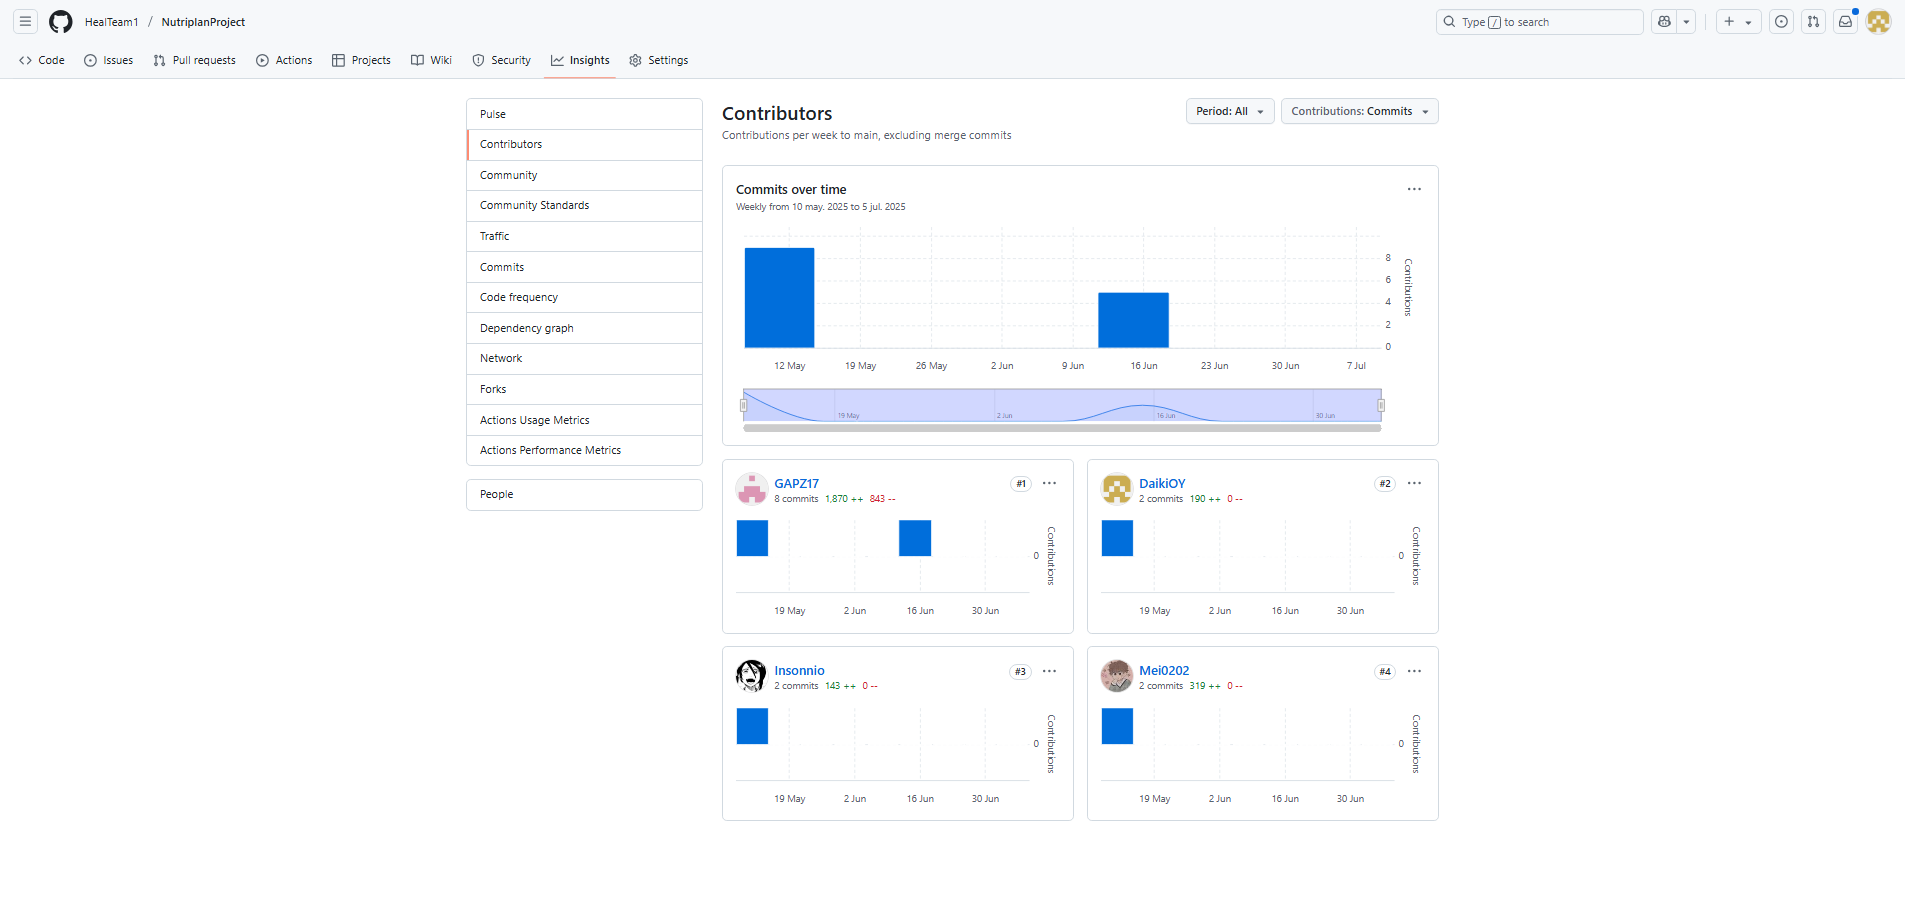 HealTeam1 / NutriplanProject
Type / to search
Code Issues Pull requests Actions Projects Wiki Security Insights Settings
Pulse
Contributors
Community
Community Standards
Traffic
Commits
Code frequency
Dependency graph
Network
Forks
Actions Usage Metrics
Actions Performance Metrics
People
Contributors
Contributions per week to main, excluding merge commits
Period: All
Contributions: Commits
Commits over time
Weekly from 10 may. 2025 to 5 jul. 2025
8
6
4
2
0
Contributions
12 May 19 May 26 May 2 Jun 9 Jun 16 Jun 23 Jun 30 Jun 7 Jul
19 May 2 Jun 16 Jun 30 Jun
GAPZ17 #1
8 commits 1,870 ++ 843 --
0
Contributions
19 May 2 Jun 16 Jun 30 Jun
DaikiOY #2
2 commits 190 ++ 0 --
0
Contributions
19 May 2 Jun 16 Jun 30 Jun
Insonnio #3
2 commits 143 ++ 0 --
0
Contributions
19 May 2 Jun 16 Jun 30 Jun
Mei0202 #4
2 commits 319 ++ 0 --
0
Contributions
19 May 2 Jun 16 Jun 30 Jun